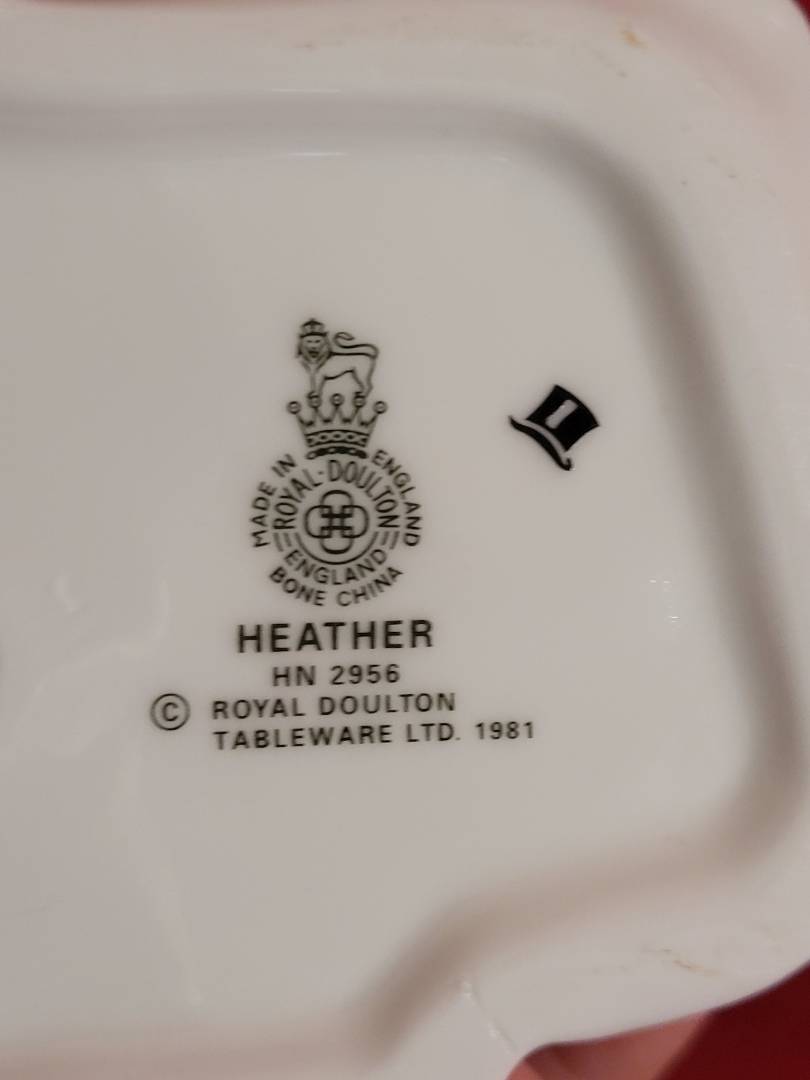 MADE IN ENGLAND
ROYAL-DOULTON
ENGLAND
BONE CHINA
HEATHER
HN 2956
© ROYAL DOULTON
TABLEWARE LTD. 1981